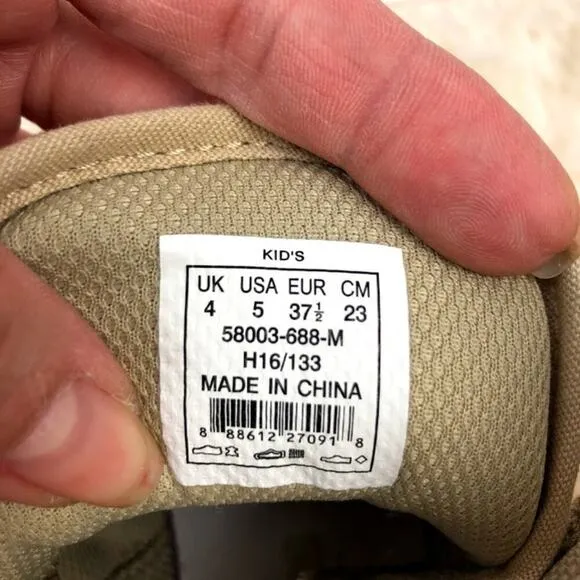 KID'S
UK USA EUR CM
4 5 37½ 23
58003-688-M
H16/133
MADE IN CHINA
8 88612 27091 8